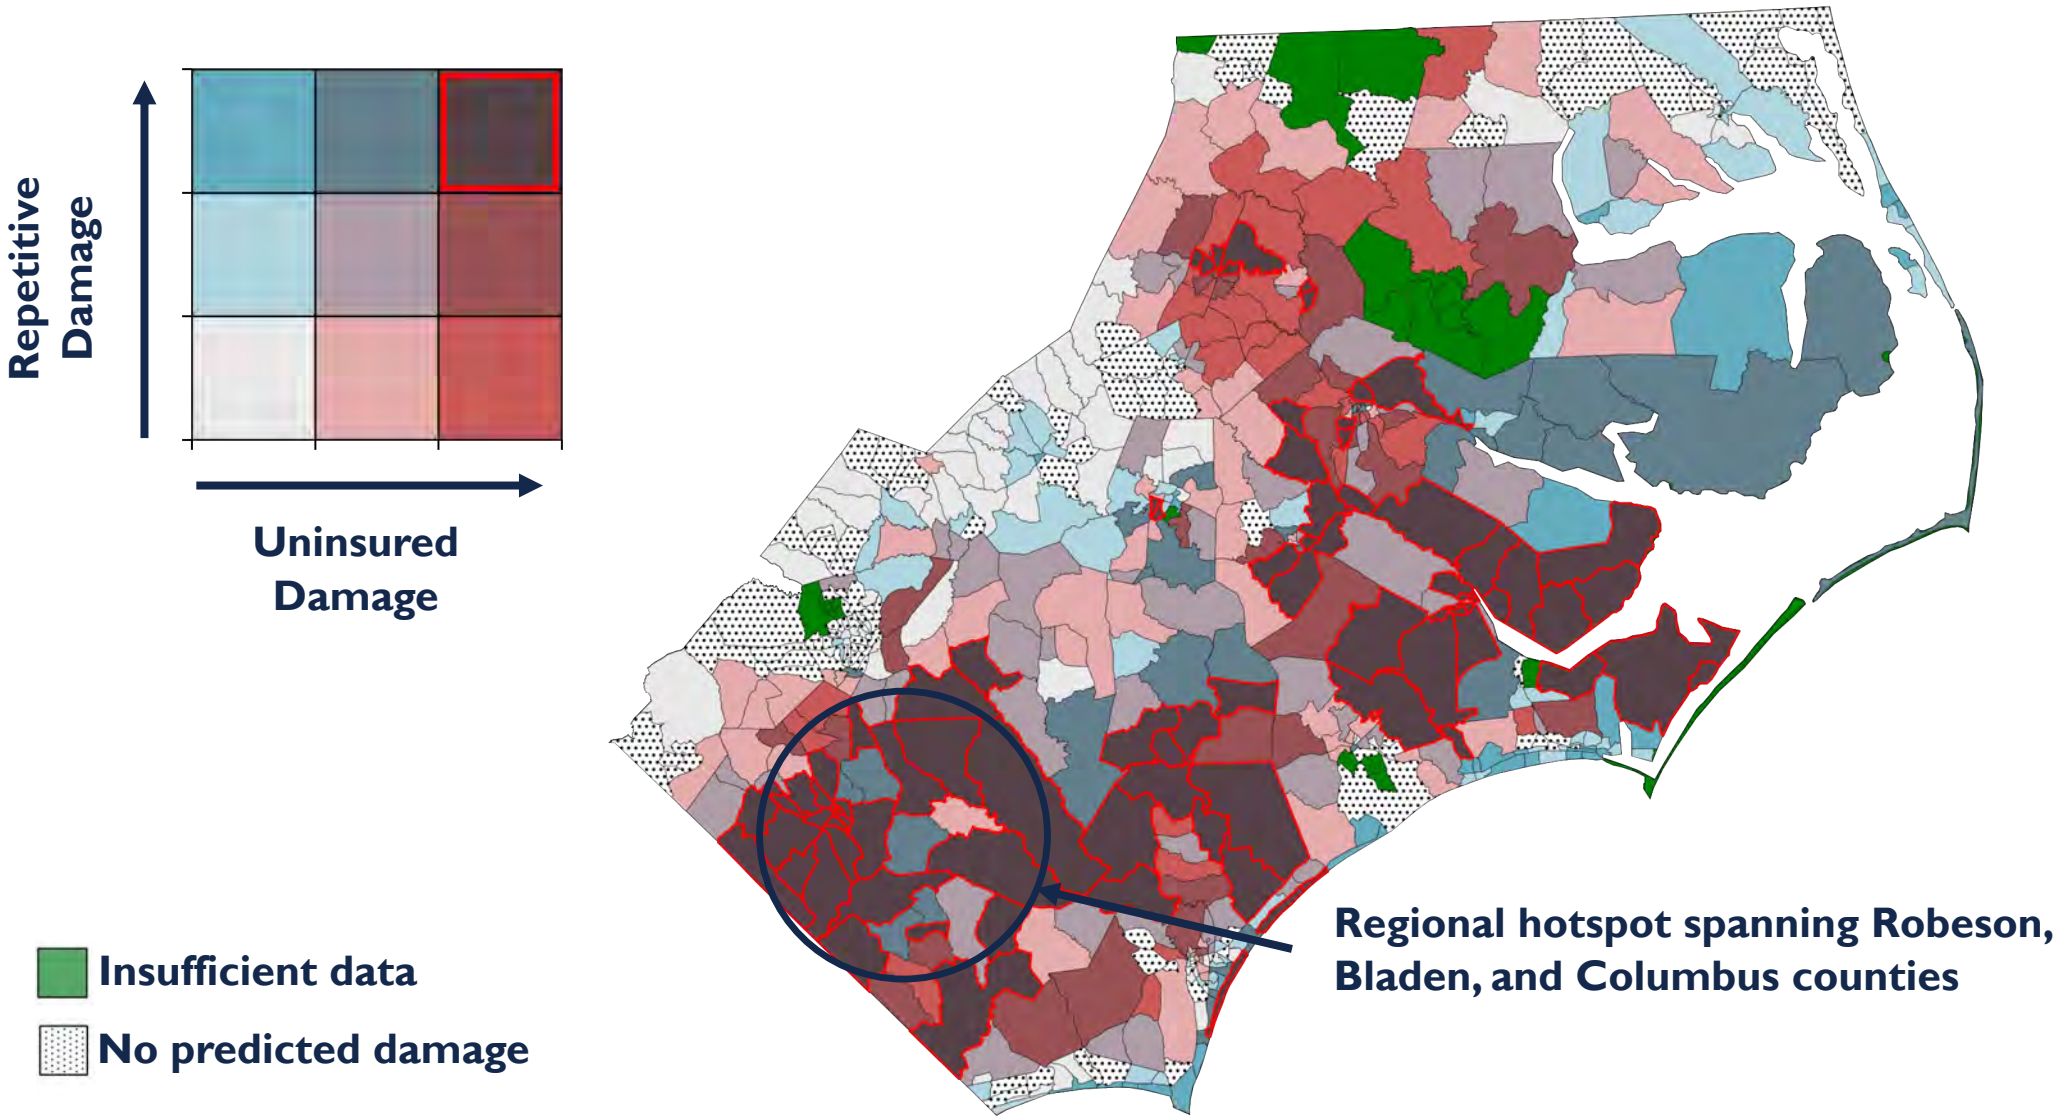 Repetitive
Damage
Uninsured
Damage
Insufficient data
No predicted damage
Regional hotspot spanning Robeson,
Bladen, and Columbus counties